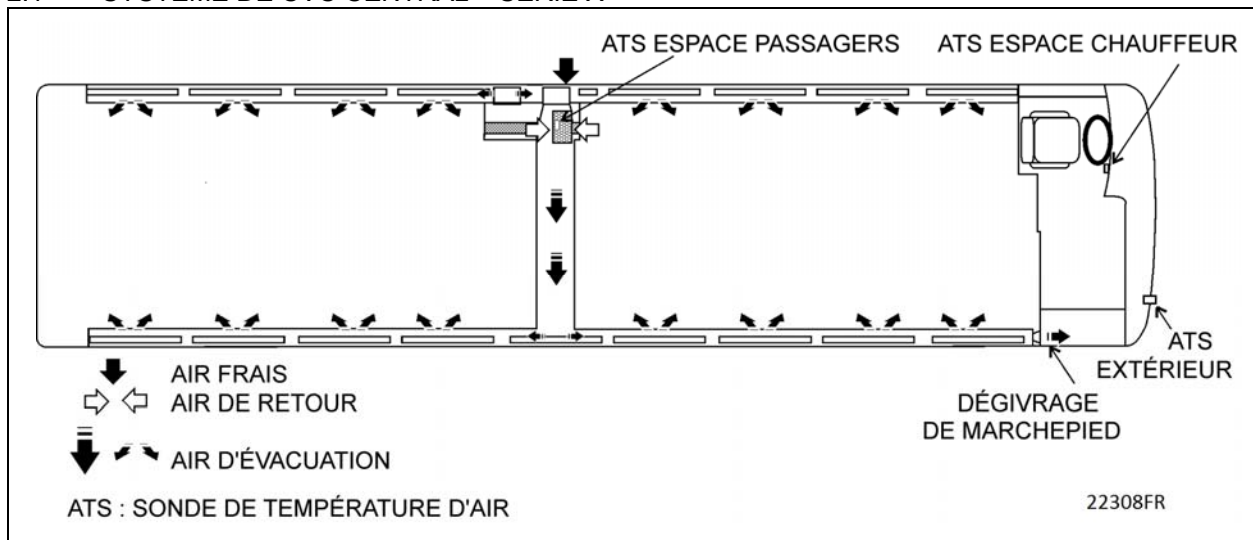 ATS ESPACE PASSAGERS
ATS ESPACE CHAUFFEUR
ATS
EXTÉRIEUR
DÉGIVRAGE
DE MARCHEPIED
AIR FRAIS
AIR DE RETOUR
AIR D'ÉVACUATION
ATS : SONDE DE TEMPÉRATURE D'AIR
22308FR